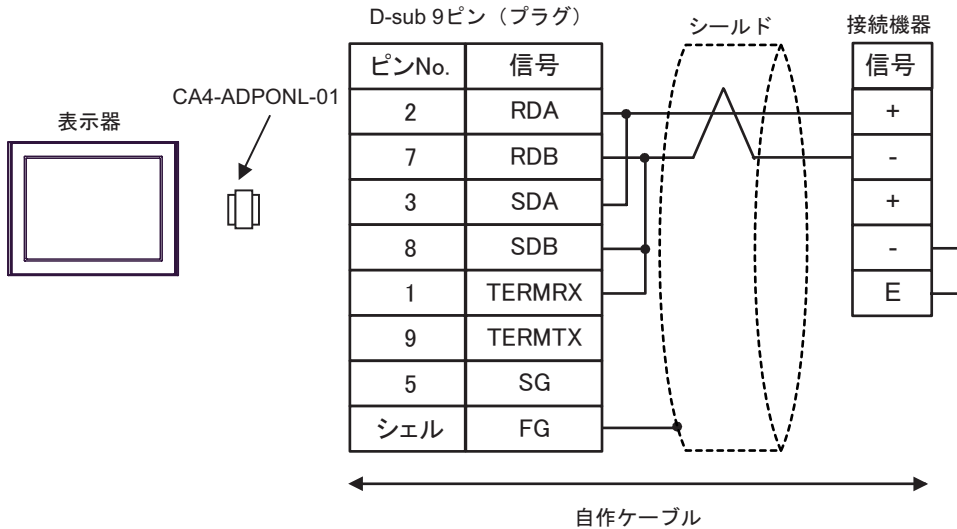 D-sub 9ピン（プラグ）
シールド
接続機器
表示器
CA4-ADPONL-01
ピンNo. 信号
2 RDA
7 RDB
3 SDA
8 SDB
1 TERMRX
9 TERMTX
5 SG
シェル FG
信号
+
-
+
-
E
自作ケーブル